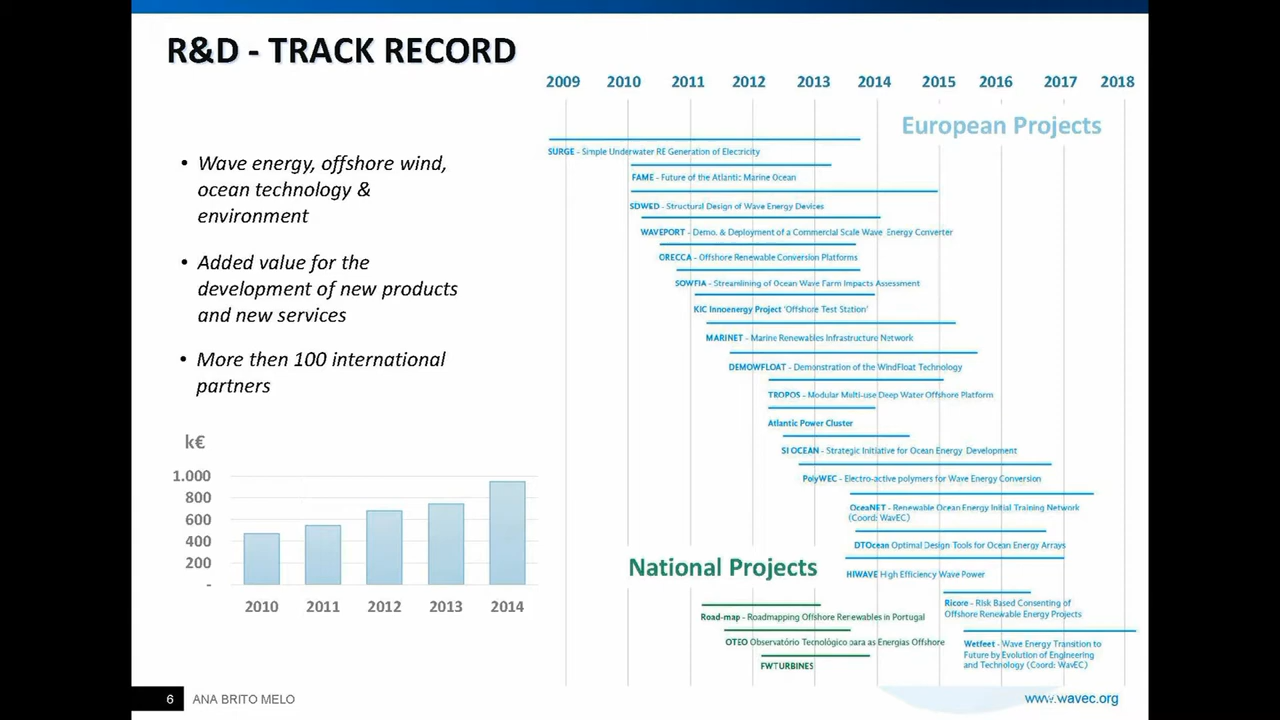 R&D - TRACK RECORD
2009 2010 2011 2012 2013 2014 2015 2016 2017 2018
European Projects
• Wave energy, offshore wind,
ocean technology &
environment
• Added value for the
development of new products
and new services
• More then 100 international
partners
k€
1.000
800
600
400
200
-
2010 2011 2012 2013 2014
SURGE - Simple Underwater RE Generation of Electricity
FAME - Future of the Atlantic Marine Ocean
SDWED - Structural Design of Wave Energy Devices
WAVEPORT - Demo. & Deployment of a Commercial Scale Wave Energy Converter
ORECCA - Offshore Renewable Conversion Platforms
SOWFIA - Streamlining of Ocean Wave Farm Impacts Assessment
KIC Innoenergy Project 'Offshore Test Station'
MARINET - Marine Renewables Infrastructure Network
DEMOWFLOAT - Demonstration of the WindFloat Technology
TROPOS - Modular Multi-use Deep Water Offshore Platform
Atlantic Power Cluster
SI OCEAN - Strategic Initiative for Ocean Energy Development
PolyWEC - Electro-active polymers for Wave Energy Conversion
OceaNET - Renewable Ocean Energy Initial Training Network
(Coord: WavEC)
DTOcean Optimal Design Tools for Ocean Energy Arrays
HIWAVE High Efficiency Wave Power
Ricore - Risk Based Consenting of
Offshore Renewable Energy Projects
Wetfeet - Wave Energy Transition to
Future by Evolution of Engineering
and Technology (Coord: WavEC)
National Projects
Road-map - Roadmapping Offshore Renewables in Portugal
OTEO Observatório Tecnológico para as Energias Offshore
FWTURBINES
6 ANA BRITO MELO
www.wavec.org